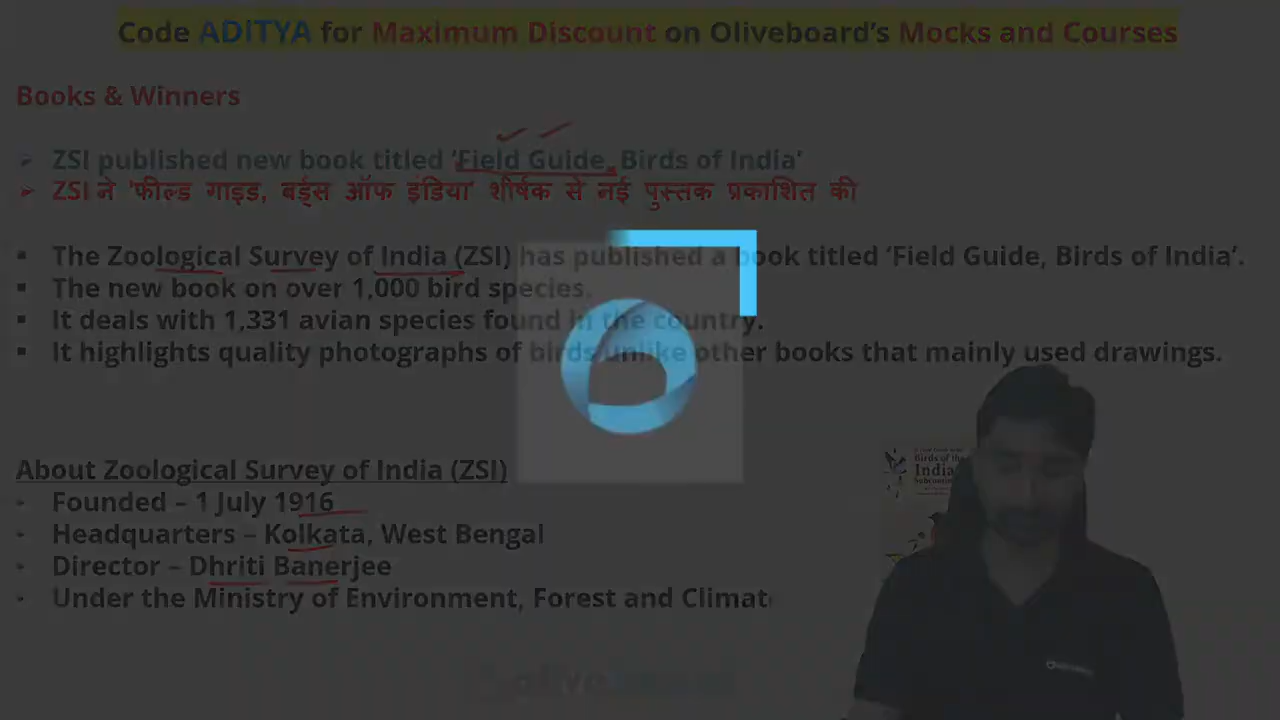 Code ADITYA for Maximum Discount on Oliveboard’s Mocks and Courses
Books & Winners
ZSI published new book titled ‘Field Guide, Birds of India’
ZSI ने 'फील्ड गाइड, बर्ड्स ऑफ इंडिया' शीर्षक से नई पुस्तक प्रकाशित की
The Zoological Survey of India (ZSI) has published a book titled ‘Field Guide, Birds of India’.
The new book on over 1,000 bird species.
It deals with 1,331 avian species found in the country.
It highlights quality photographs of birds unlike other books that mainly used drawings.
About Zoological Survey of India (ZSI)
Founded – 1 July 1916
Headquarters – Kolkata, West Bengal
Director – Dhriti Banerjee
Under the Ministry of Environment, Forest and
Birds of the